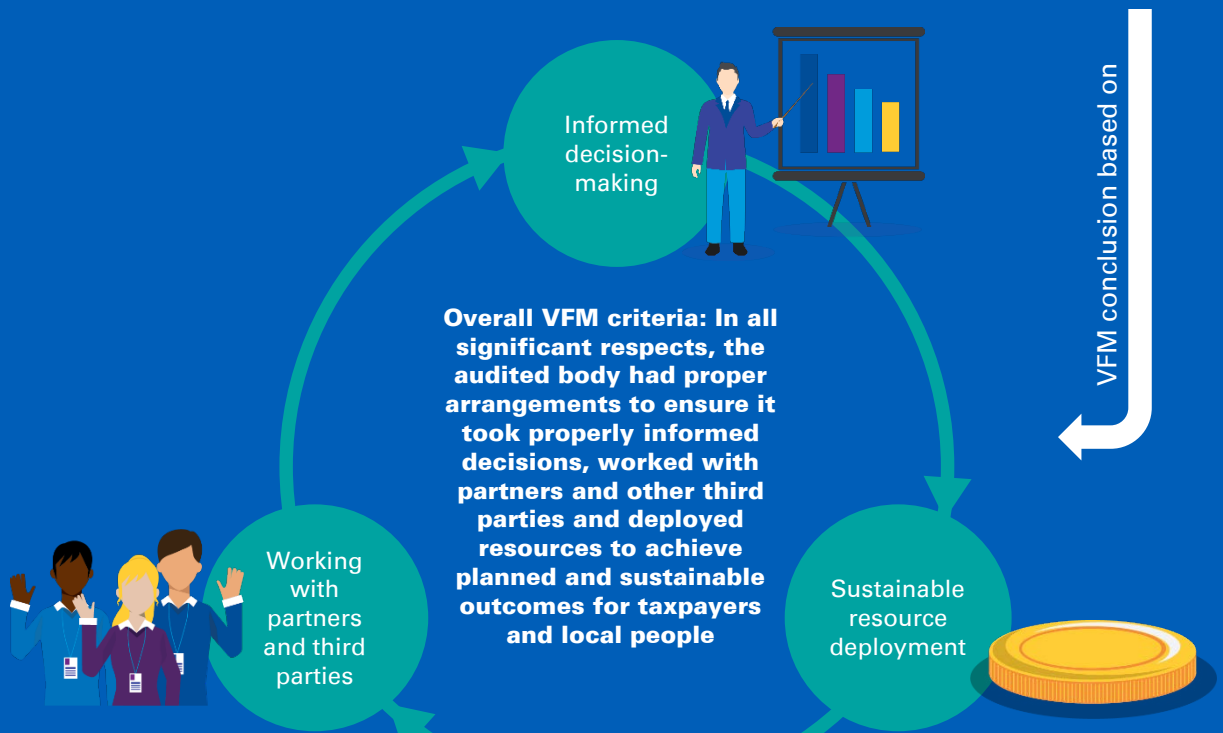 Informed
decision-
making
VFM conclusion based on
Overall VFM criteria: In all
significant respects, the
audited body had proper
arrangements to ensure it
took properly informed
decisions, worked with
partners and other third
parties and deployed
resources to achieve
planned and sustainable
outcomes for taxpayers
and local people
Working
with
partners
and third
parties
Sustainable
resource
deployment